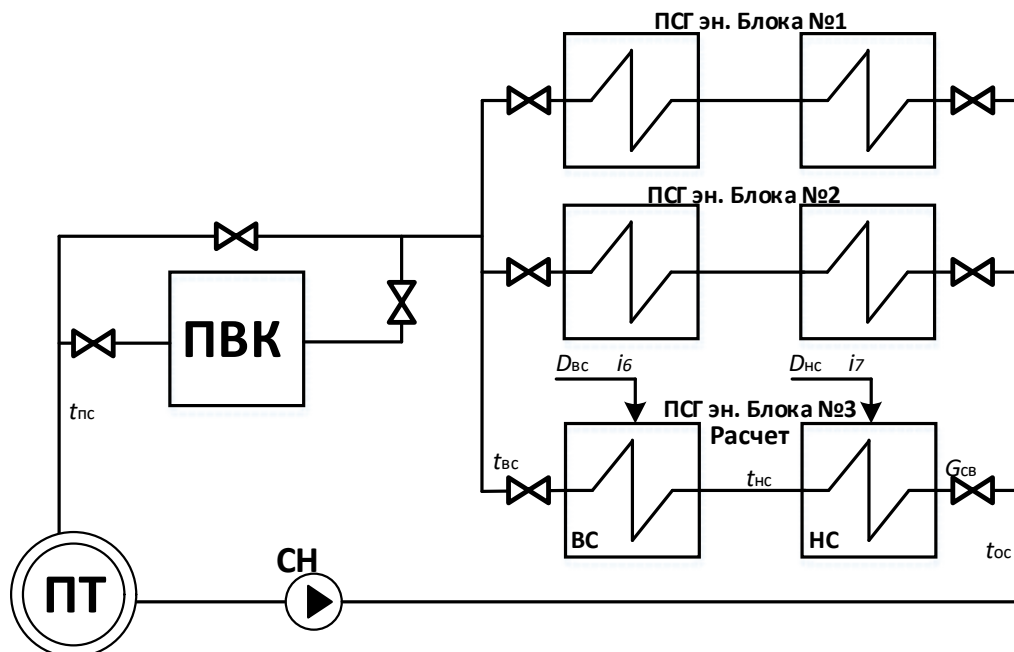 ПСГ эн. Блока №1
ПСГ эн. Блока №2
ПВК
Dвс i6
Dнс i7
tпс
ПСГ эн. Блока №3
Расчет
tвс
tнс
Gсв
ВС
НС
tос
СН
ПТ